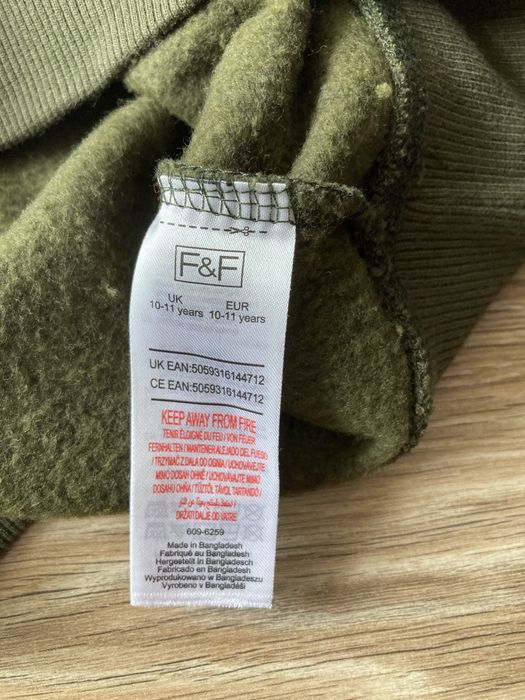 F&F
UK EUR
10-11 years 10-11 years
UK EAN:5059316144712
CE EAN:5059316144712
KEEP AWAY FROM FIRE
TENIR ÉLOIGNÉ DU FEU / VON FEUER
FERNHALTEN / MANTENER ALEJADO DEL FUEGO
/ TRZYMAĆ Z DALA OD OGNIA / UCHOVÁVEJTE
MIMO DOSAH OHNĚ / UCHOVÁVAJTE MIMO
DOSAHU OHŇA / TŰZTŐL TÁVOL TARTANDÓ /
DRŽATI DALJE OD VATRE
609-6259
Made in Bangladesh
Fabriqué au Bangladesh
Hergestellt in Bangladesch
Fabricado en Bangladesh
Wyprodukowano w Bangladeszu
Vyrobeno v Bangladéši